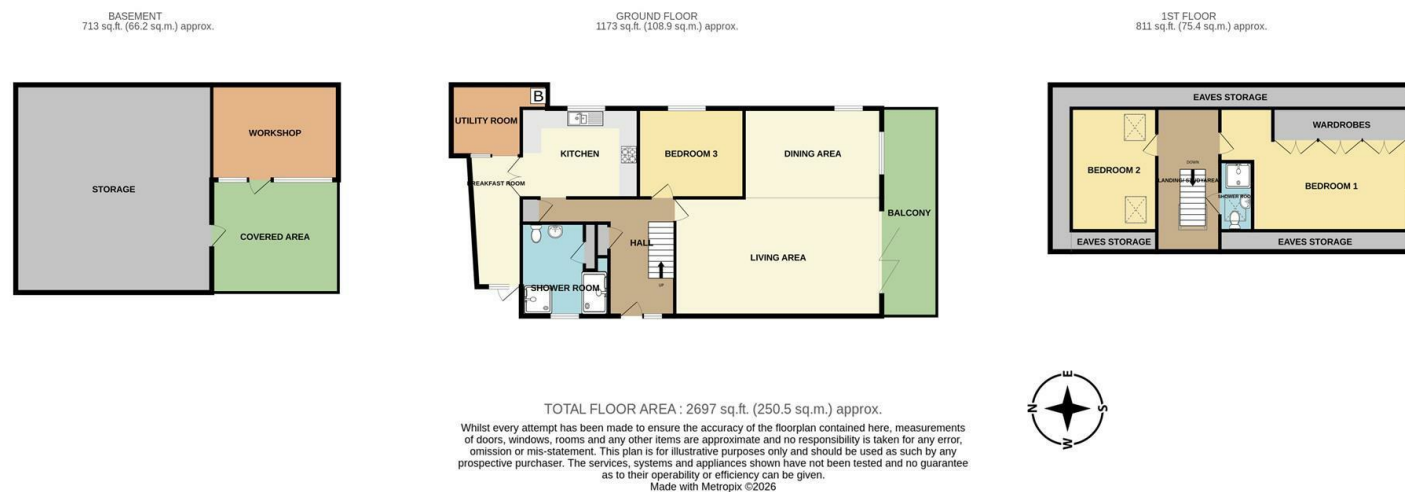 BASEMENT
713 sq.ft. (66.2 sq.m.) approx.
GROUND FLOOR
1173 sq.ft. (108.9 sq.m.) approx.
1ST FLOOR
811 sq.ft. (75.4 sq.m.) approx.
STORAGE
WORKSHOP
COVERED AREA
B
UTILITY ROOM
KITCHEN
BREAKFAST ROOM
BEDROOM 3
DINING AREA
BALCONY
HALL
LIVING AREA
SHOWER ROOM
UP
EAVES STORAGE
WARDROBES
BEDROOM 2
DOWN
LANDING/ STUDY AREA
SHOWER ROOM
BEDROOM 1
EAVES STORAGE
EAVES STORAGE
N
E
S
W
TOTAL FLOOR AREA : 2697 sq.ft. (250.5 sq.m.) approx.
Whilst every attempt has been made to ensure the accuracy of the floorplan contained here, measurements
of doors, windows, rooms and any other items are approximate and no responsibility is taken for any error,
omission or mis-statement. This plan is for illustrative purposes only and should be used as such by any
prospective purchaser. The services, systems and appliances shown have not been tested and no guarantee
as to their operability or efficiency can be given.
Made with Metropix ©2026